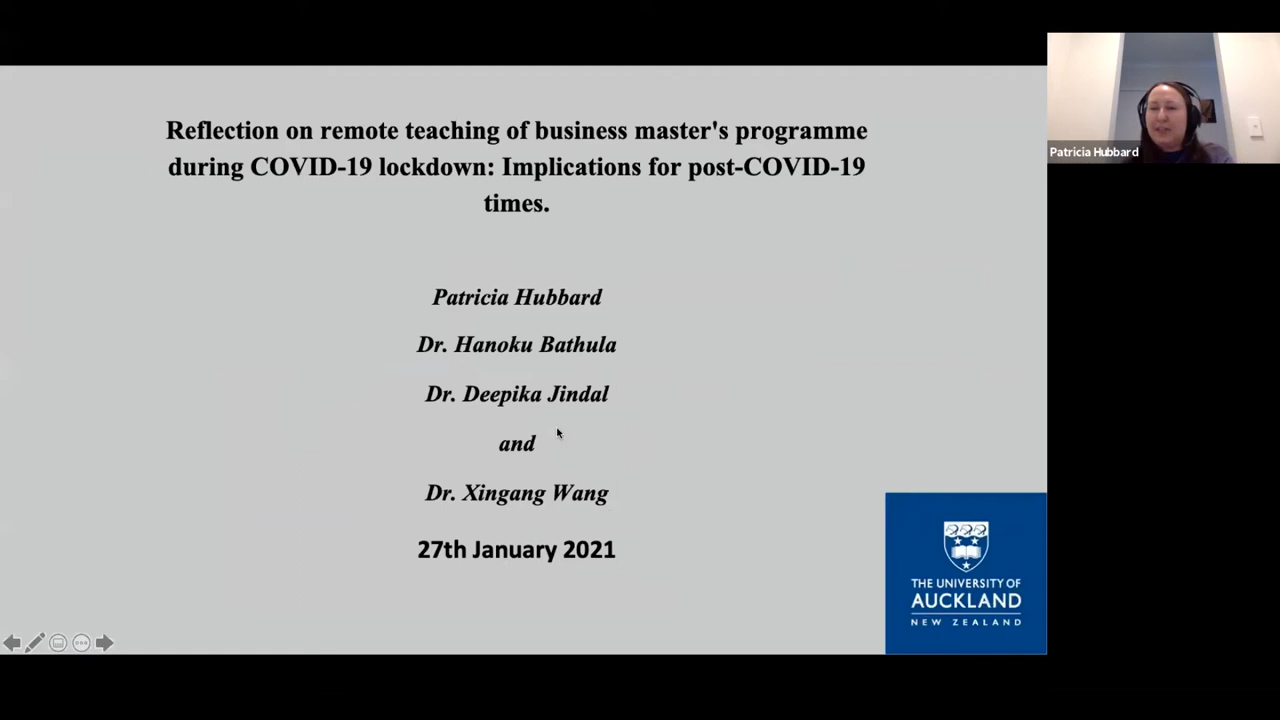 Reflection on remote teaching of business master's programme
during COVID-19 lockdown: Implications for post-COVID-19
times.
Patricia Hubbard
Dr. Hanoku Bathula
Dr. Deepika Jindal
and
Dr. Xingang Wang
27th January 2021
THE UNIVERSITY OF
AUCKLAND
NEW ZEALAND
Patricia Hubbard